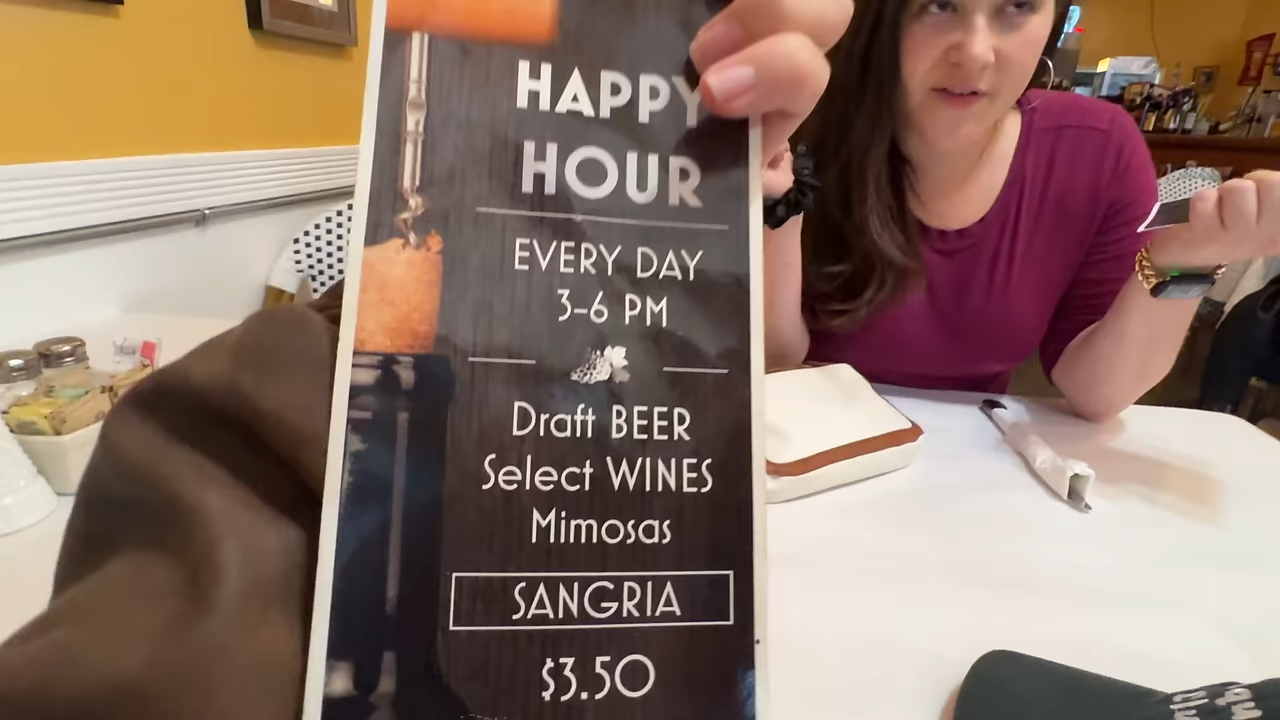 HAPPY
HOUR
EVERY DAY
3-6 PM
Draft BEER
Select WINES
Mimosas
SANGRIA
$3.50